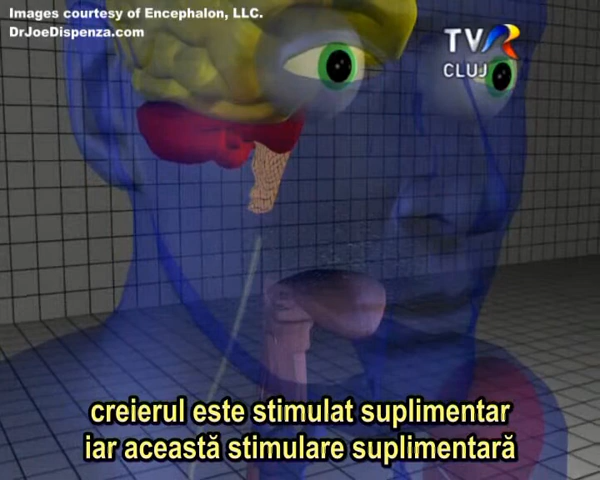 Images courtesy of Encephalon, LLC.
DrJoeDispenza.com
TVR
CLUJ
creierul este stimulat suplimentar
iar această stimulare suplimentară